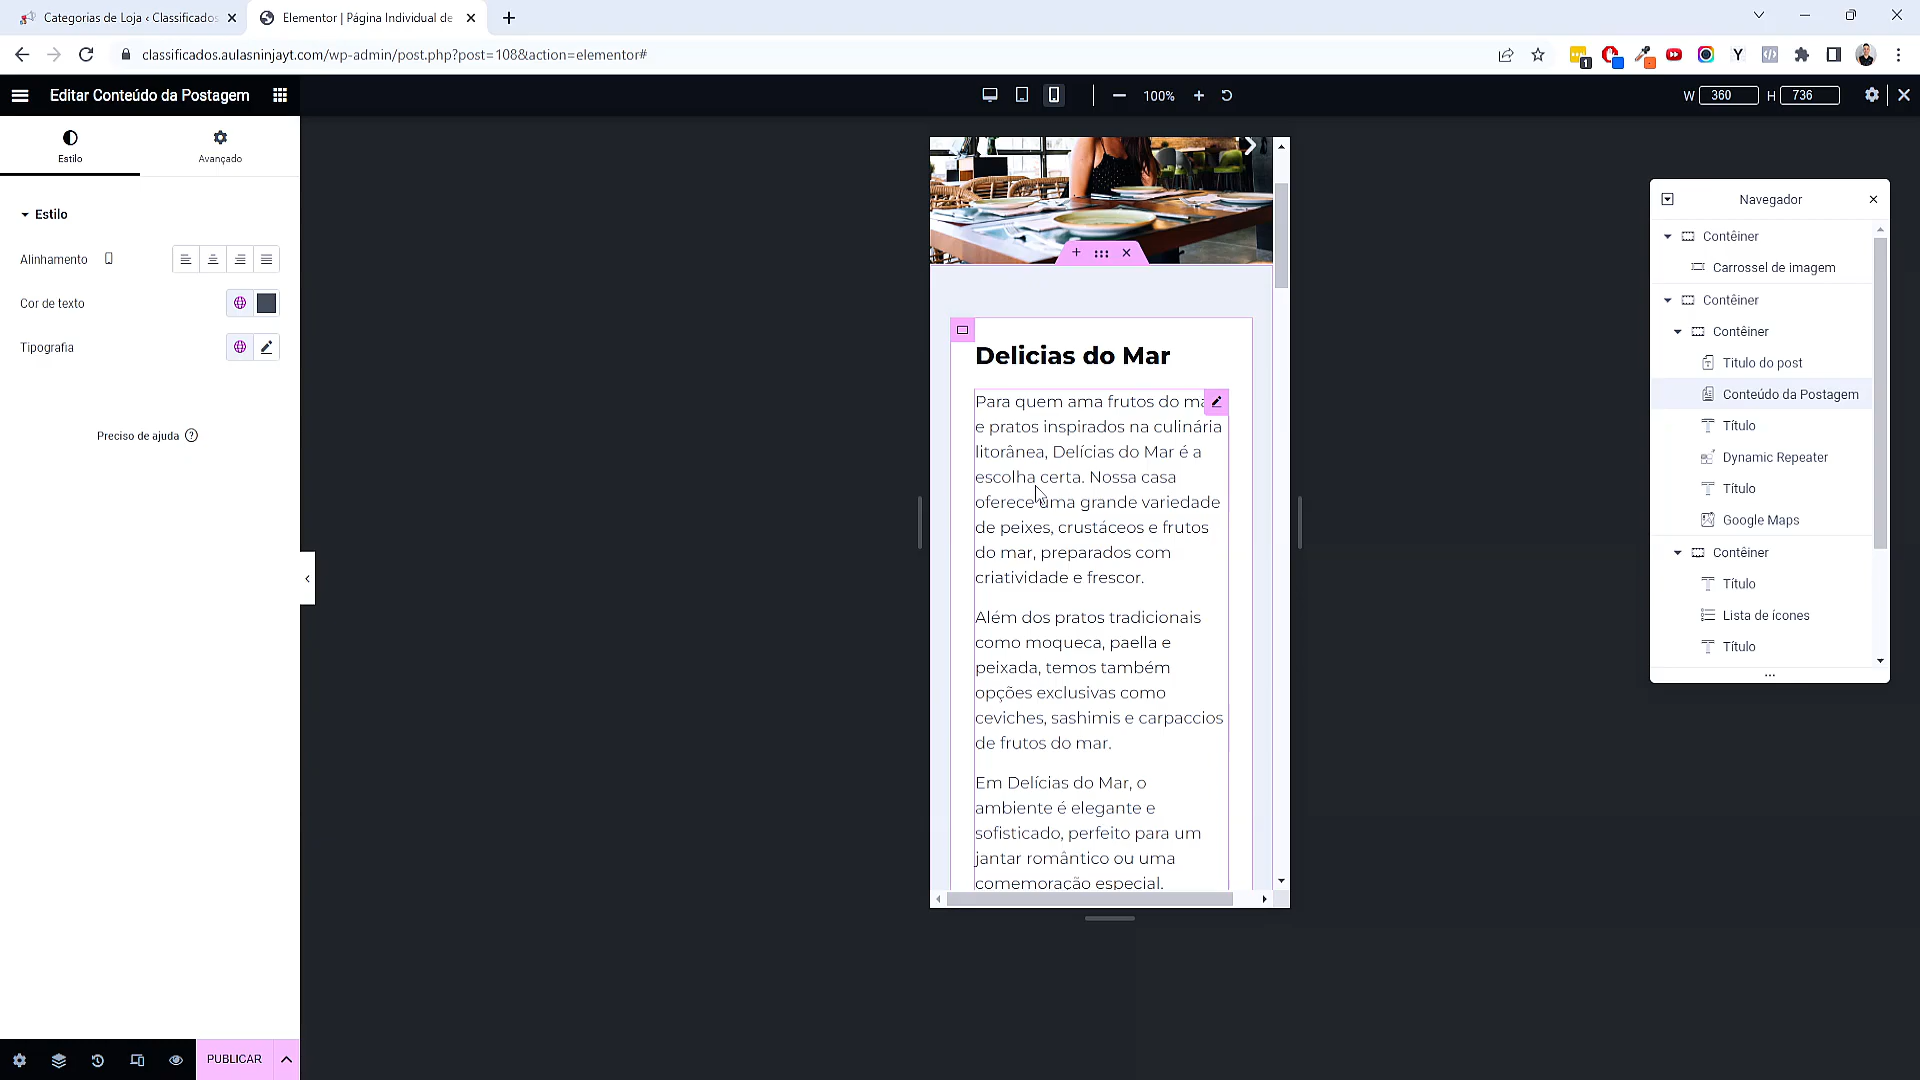 Categorias de Loja ‹ Classificados
Elementor | Página Individual de
classificados.aulasninjayt.com/wp-admin/post.php?post=108&action=elementor#
1
Y
Editar Conteúdo da Postagem
100%
W 360 H 736
Estilo
Avançado
Estilo
Alinhamento
Cor de texto
Tipografia
Preciso de ajuda
Delicias do Mar
Para quem ama frutos do ma
e pratos inspirados na culinária
litorânea, Delícias do Mar é a
escolha certa. Nossa casa
oferece uma grande variedade
de peixes, crustáceos e frutos
do mar, preparados com
criatividade e frescor.
Além dos pratos tradicionais
como moqueca, paella e
peixada, temos também
opções exclusivas como
ceviches, sashimis e carpaccios
de frutos do mar.
Em Delícias do Mar, o
ambiente é elegante e
sofisticado, perfeito para um
jantar romântico ou uma
comemoração especial.
Navegador
Contêiner
Carrossel de imagem
Contêiner
Contêiner
Título do post
Conteúdo da Postagem
Título
Dynamic Repeater
Título
Google Maps
Contêiner
Título
Lista de ícones
Título
PUBLICAR